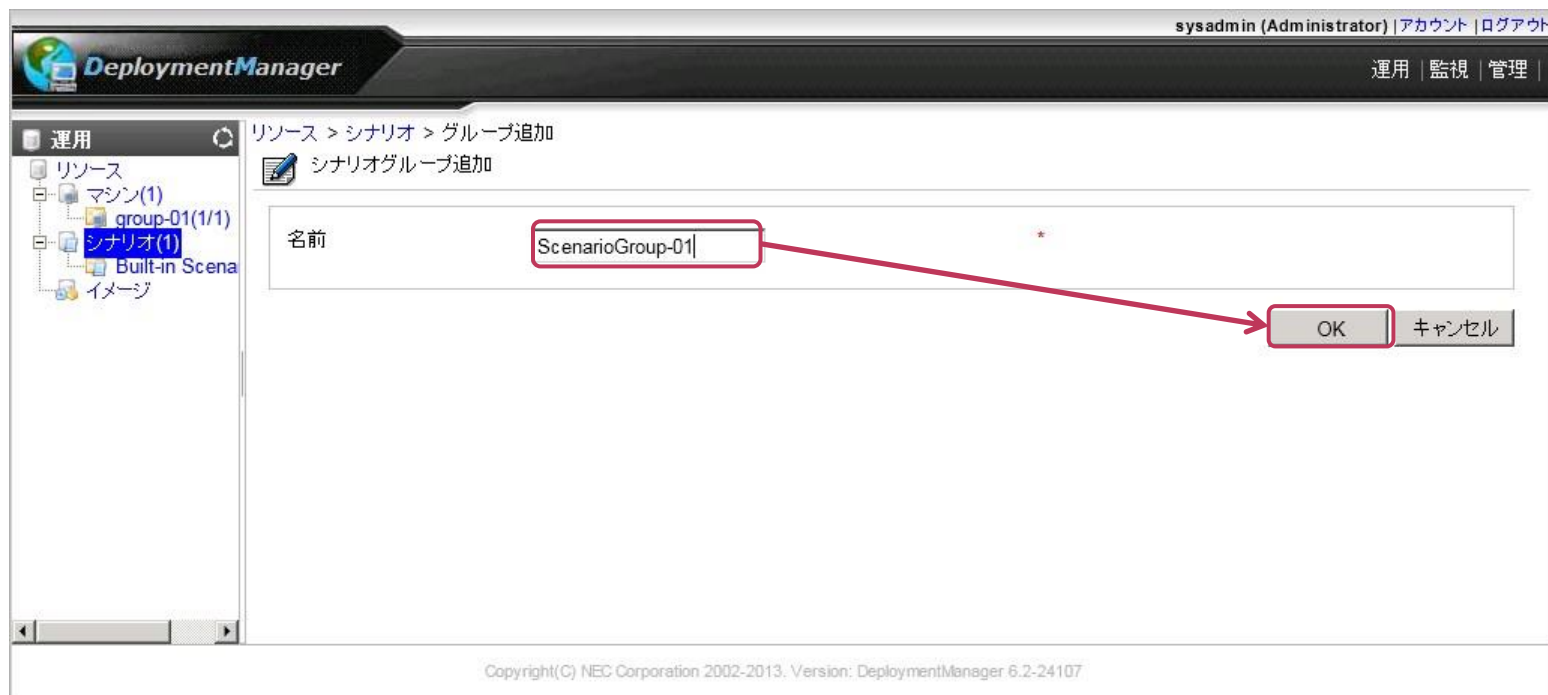 sysadmin (Administrator) |アカウント |ログアウト
DeploymentManager
運用 |監視 |管理 |
運用
リソース > シナリオ > グループ追加
シナリオグループ追加
リソース
マシン(1)
group-01(1/1)
シナリオ(1)
Built-in Scena
イメージ
名前
ScenarioGroup-01
*
OK
キャンセル
Copyright(C) NEC Corporation 2002-2013. Version: DeploymentManager 6.2-24107